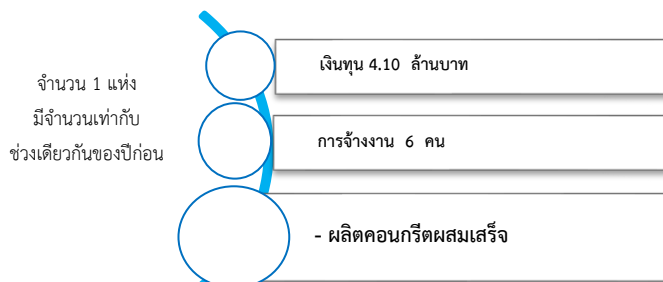 จำนวน 1 แห่ง
มีจำนวนเท่ากับ
ช่วงเดียวกันของปีก่อน
เงินทุน 4.10 ล้านบาท
การจ้างงาน 6 คน
- ผลิตคอนกรีตผสมเสร็จ